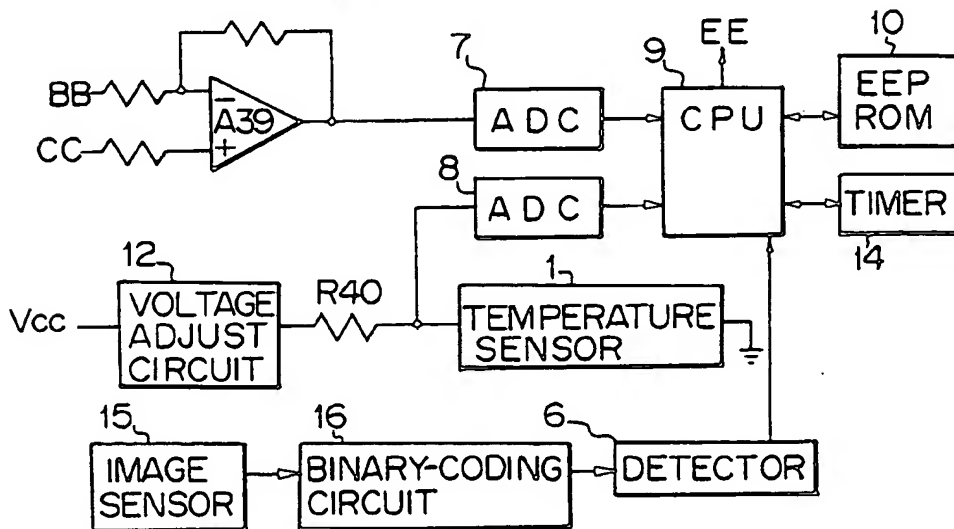 EE
7
9
10
BB
−
A39
CC
+
ADC
CPU
EEP
ROM
8
ADC
TIMER
14
12
1
Vcc
VOLTAGE
ADJUST
CIRCUIT
R40
TEMPERATURE
SENSOR
15
16
6
IMAGE
SENSOR
BINARY-CODING
CIRCUIT
DETECTOR